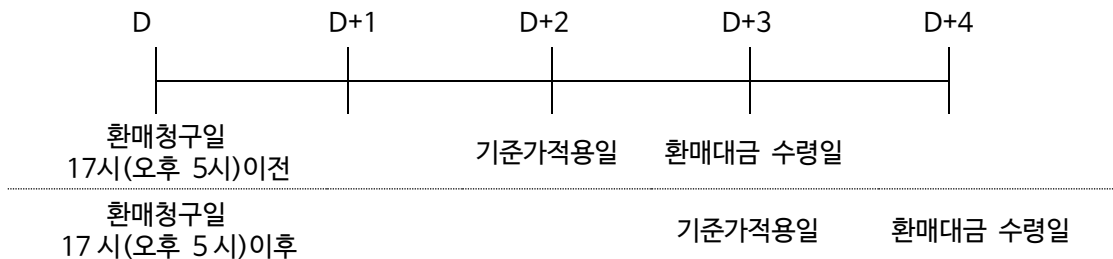 D D+1 D+2 D+3 D+4
환매청구일
17시(오후 5시)이전
기준가적용일 환매대금 수령일
환매청구일
17 시(오후 5 시)이후
기준가적용일 환매대금 수령일